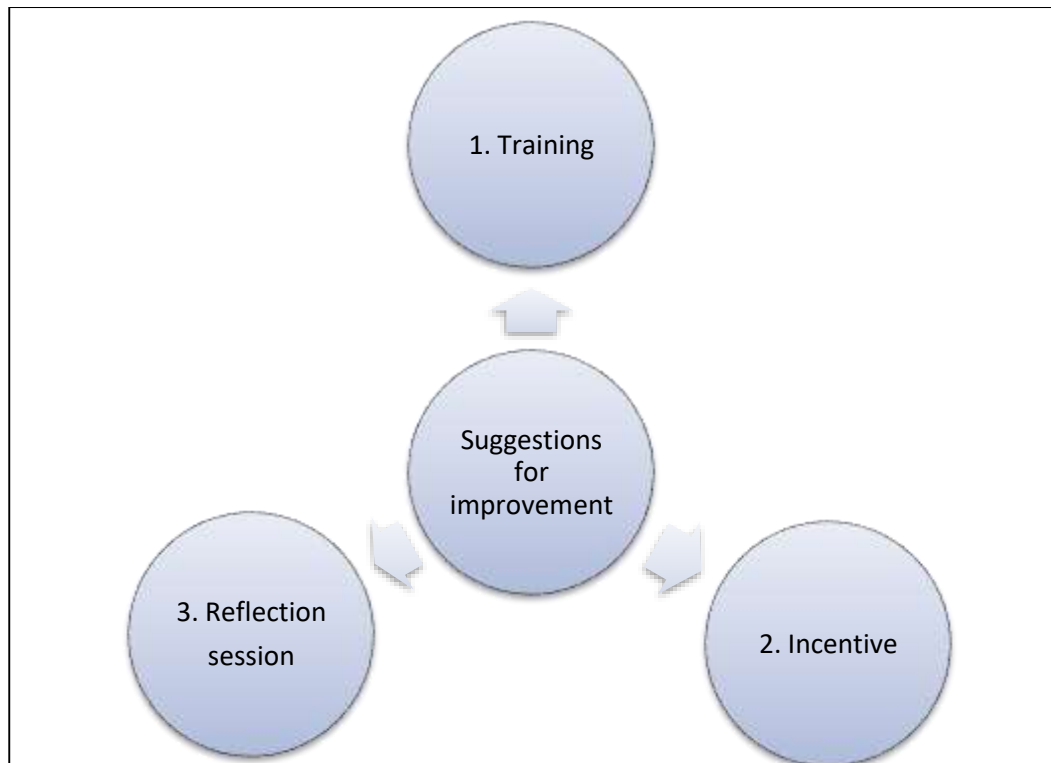 1. Training
Suggestions
for
improvement
3. Reflection
session
2. Incentive